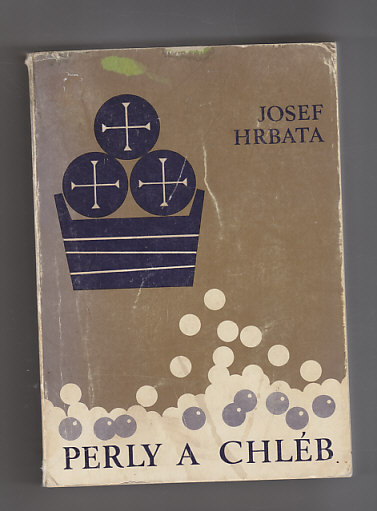 JOSEF
HRBATA
PERLY A CHLÉB